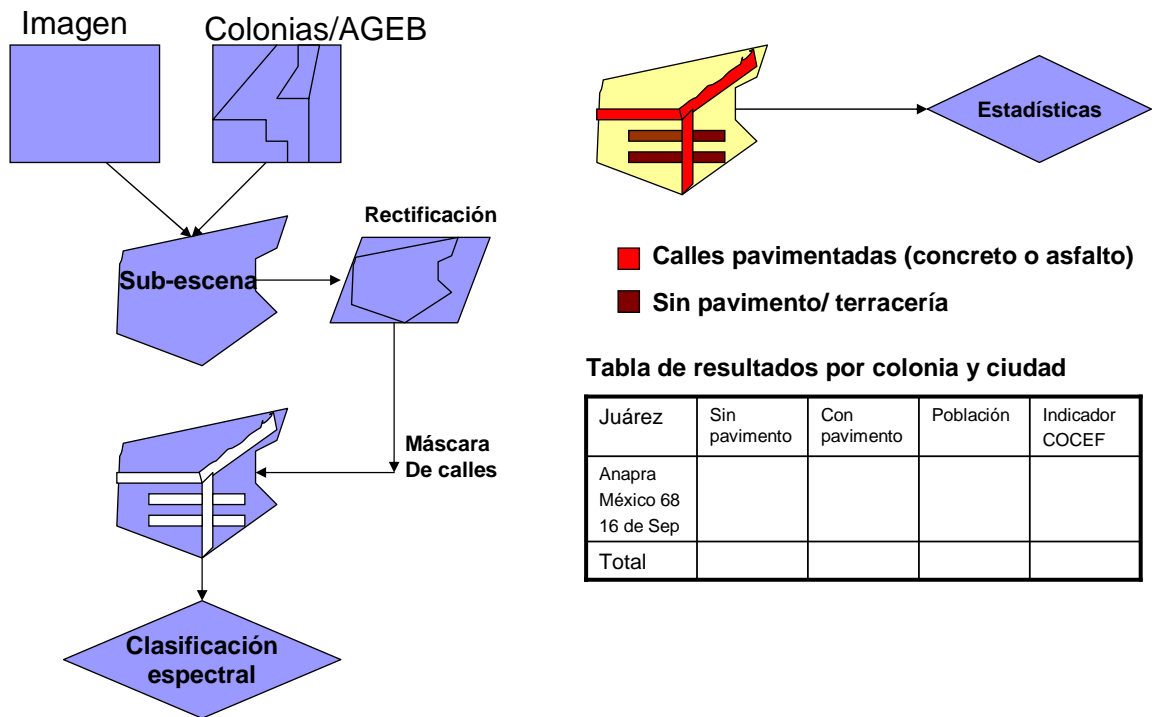 Imagen
Colonias/AGEB
Rectificación
Sub-escena
Máscara
De calles
Clasificación
espectral
Estadísticas
Calles pavimentadas (concreto o asfalto)
Sin pavimento/ terracería
Tabla de resultados por colonia y ciudad
Juárez
Sin
pavimento
Con
pavimento
Población
Indicador
COCEF
Anapra
México 68
16 de Sep
Total